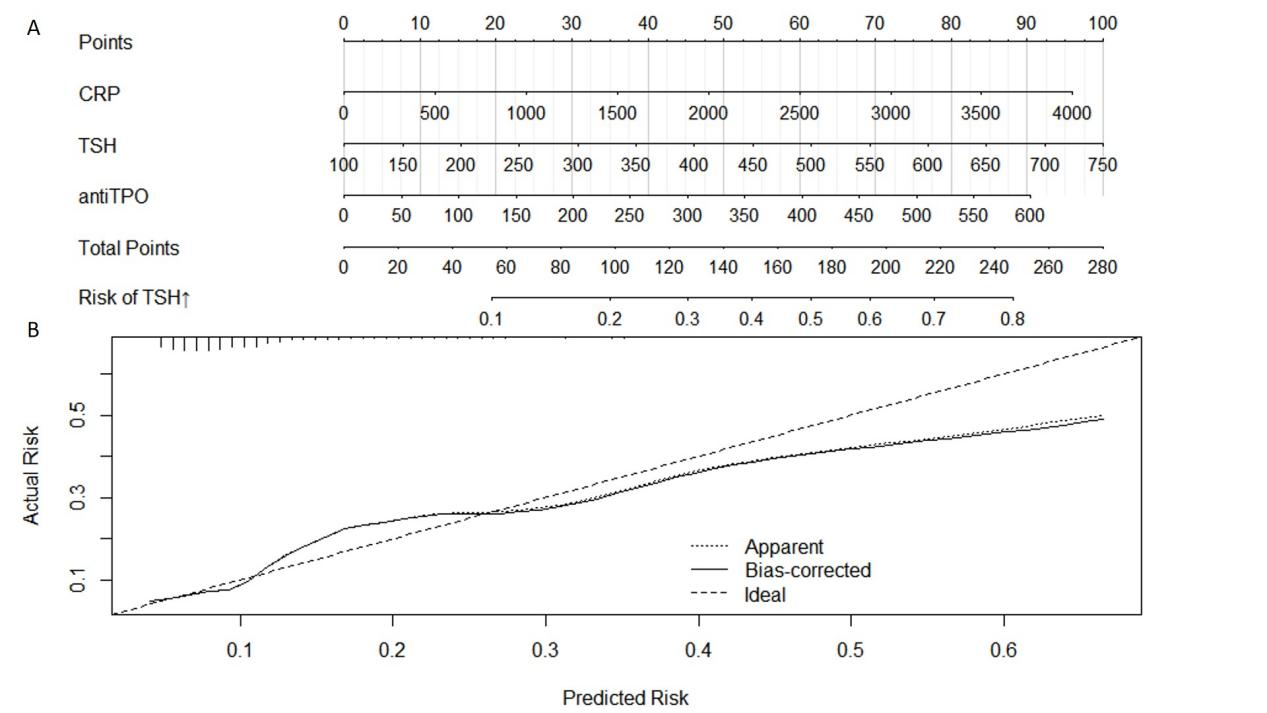 A
0 10 20 30 40 50 60 70 80 90 100
Points
CRP
0 500 1000 1500 2000 2500 3000 3500 4000
TSH
100 150 200 250 300 350 400 450 500 550 600 650 700 750
antiTPO
0 50 100 150 200 250 300 350 400 450 500 550 600
Total Points
0 20 40 60 80 100 120 140 160 180 200 220 240 260 280
Risk of TSH↑
0.1 0.2 0.3 0.4 0.5 0.6 0.7 0.8
B
0.5
0.3
0.1
Actual Risk
Apparent
Bias-corrected
Ideal
0.1 0.2 0.3 0.4 0.5 0.6
Predicted Risk